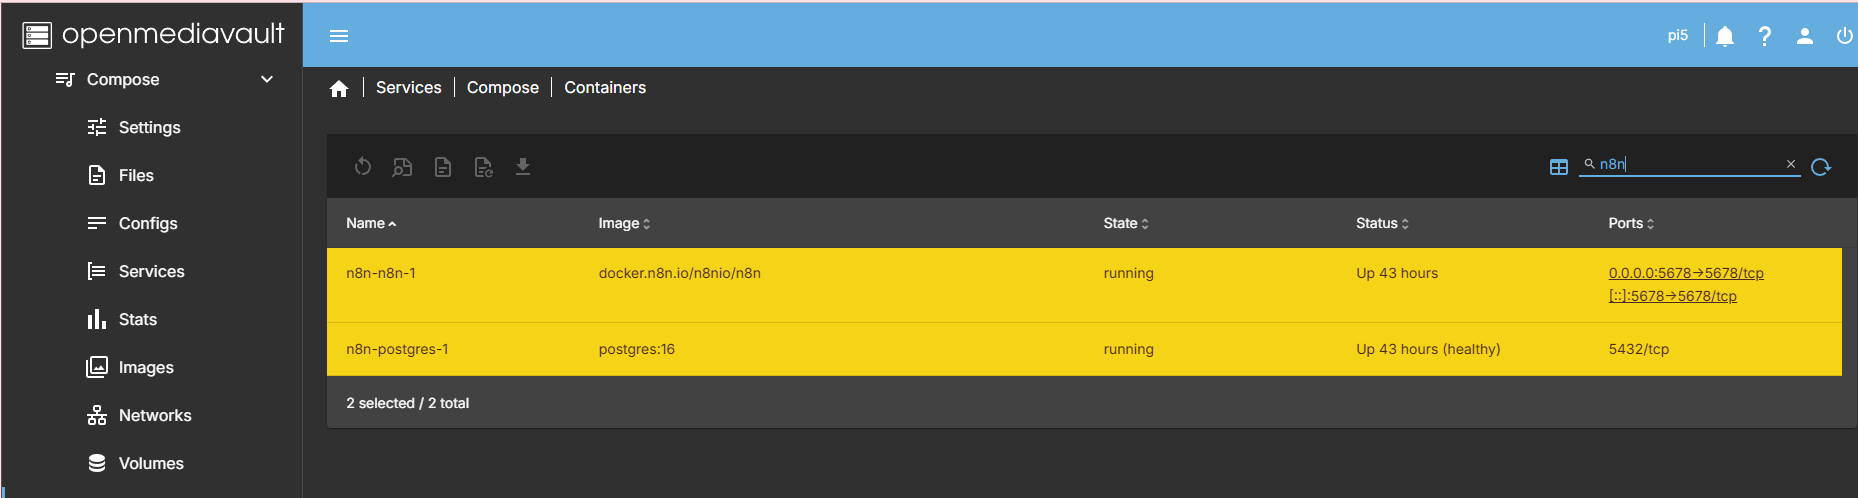 openmediavault
pi5
Compose
Settings
Files
Configs
Services
Stats
Images
Networks
Volumes
Services | Compose | Containers
n8n
Name Image State Status Ports
n8n-n8n-1 docker.n8n.io/n8nio/n8n running Up 43 hours 0.0.0.0:5678→5678/tcp
[::]:5678→5678/tcp
n8n-postgres-1 postgres:16 running Up 43 hours (healthy) 5432/tcp
2 selected / 2 total